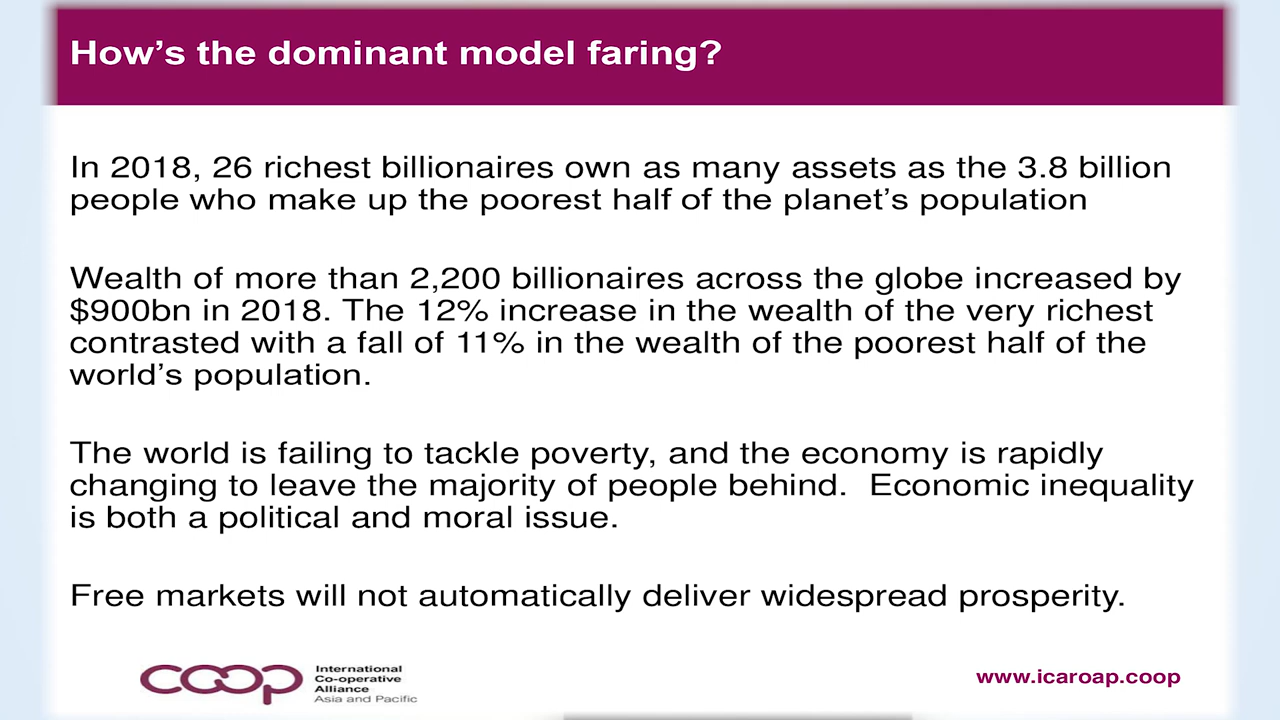 How's the dominant model faring?
In 2018, 26 richest billionaires own as many assets as the 3.8 billion
people who make up the poorest half of the planet's population
Wealth of more than 2,200 billionaires across the globe increased by
$900bn in 2018. The 12% increase in the wealth of the very richest
contrasted with a fall of 11% in the wealth of the poorest half of the
world's population.
The world is failing to tackle poverty, and the economy is rapidly
changing to leave the majority of people behind.  Economic inequality
is both a political and moral issue.
Free markets will not automatically deliver widespread prosperity.
coop
International
Co-operative
Alliance
Asia and Pacific
www.icaroap.coop